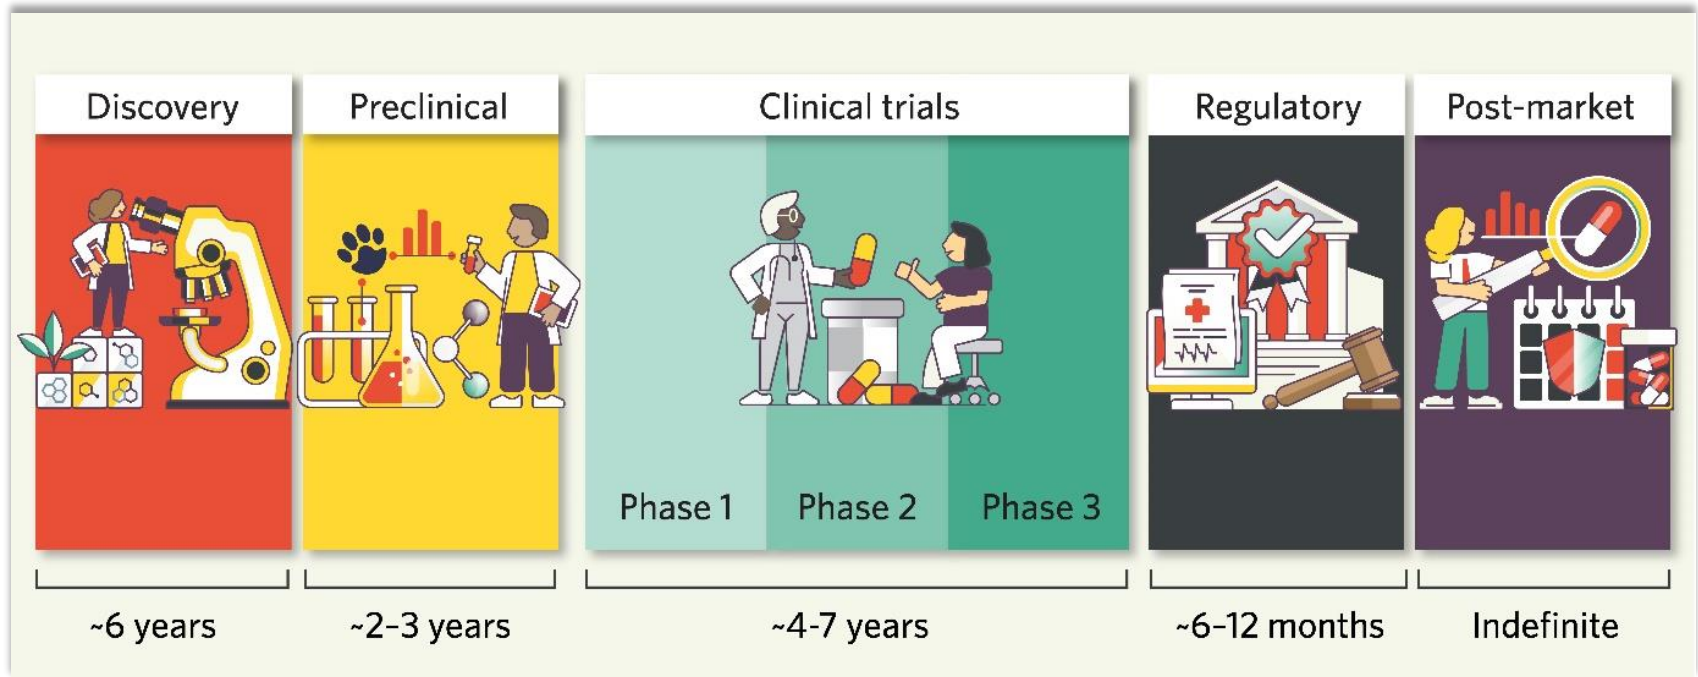 Discovery
Preclinical
Clinical trials
Regulatory
Post-market
Phase 1
Phase 2
Phase 3
~6 years
~2–3 years
~4-7 years
~6–12 months
Indefinite